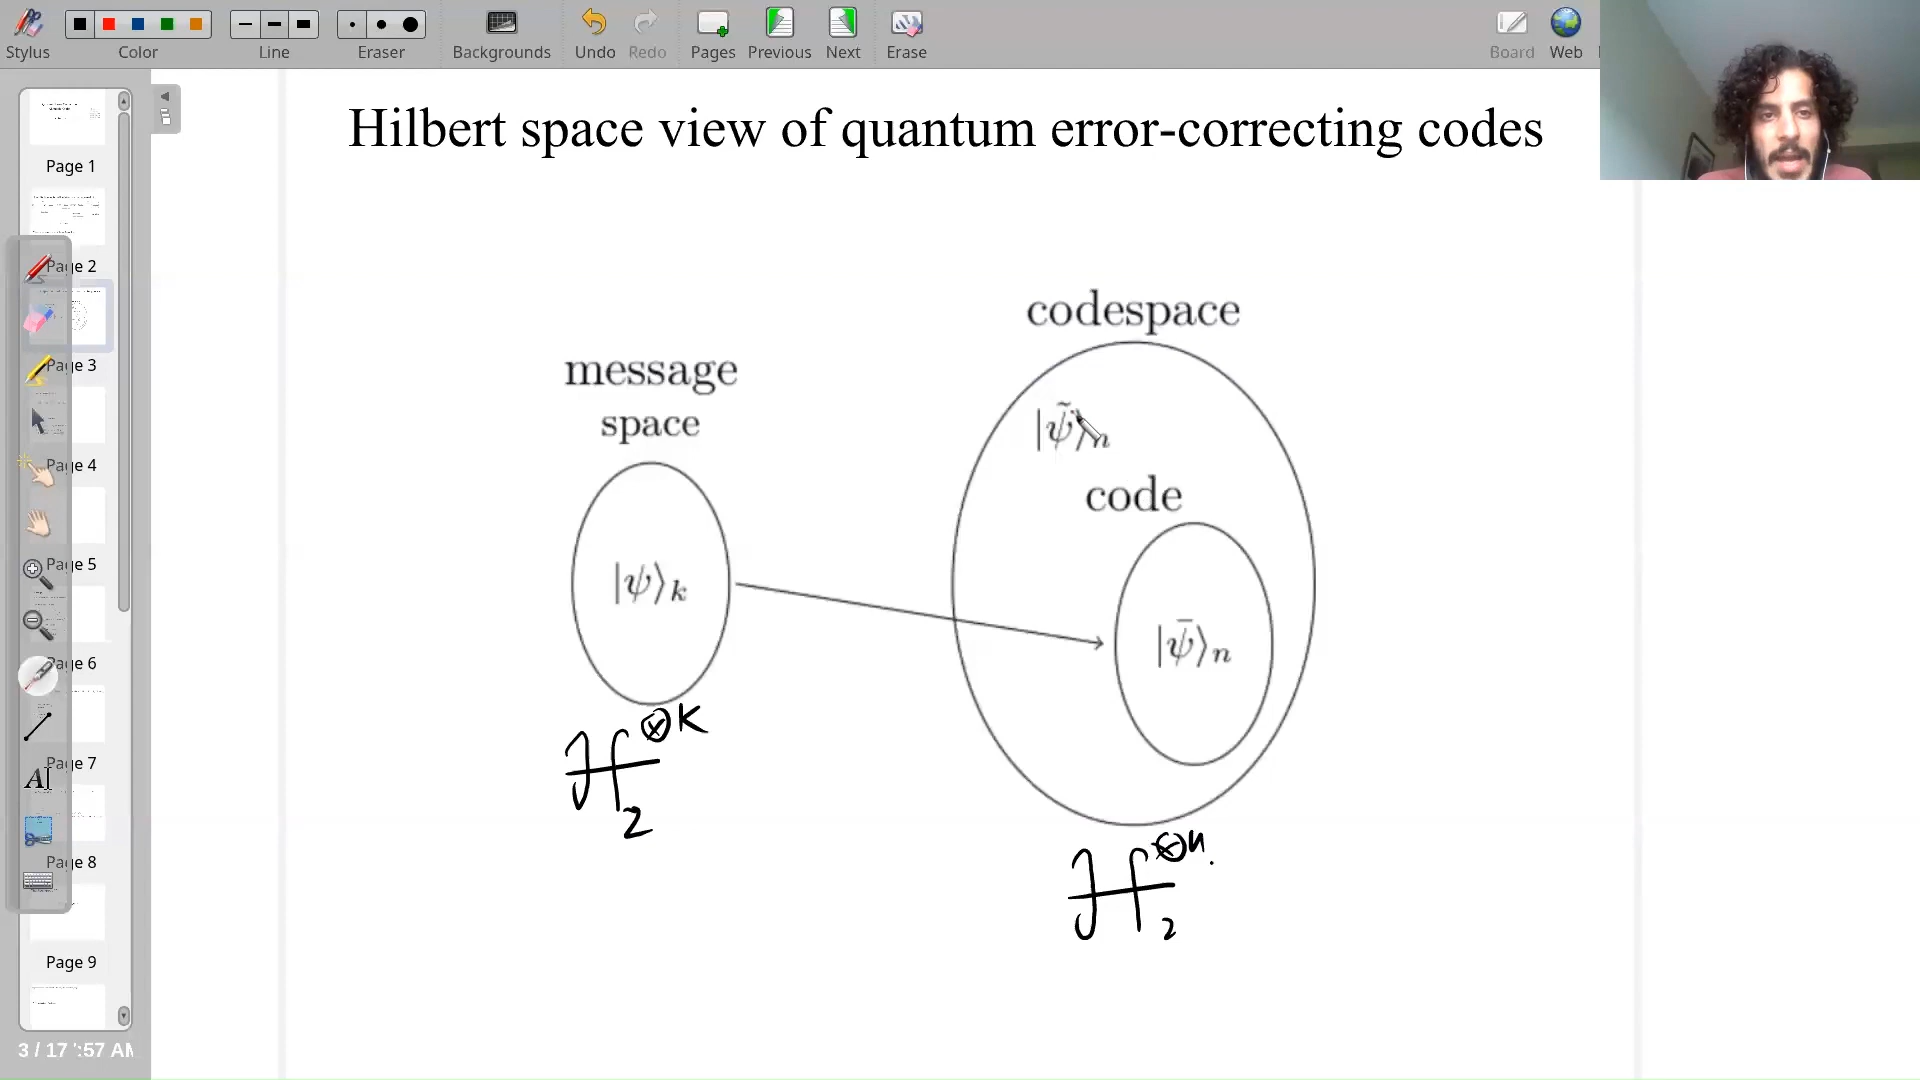 Stylus
Color
Line
Eraser
Backgrounds
Undo
Redo
Pages
Previous
Next
Erase
Board
Web
Hilbert space view of quantum error-correcting codes
Page 1
Page 2
Page 3
Page 4
Page 5
Page 6
Page 7
Page 8
Page 9
3 / 17
:57 AM
message
space
|ψ⟩k
ℋ2⊗k
codespace
|ψ̃⟩n
code
|ψ̄⟩n
ℋ2⊗n.